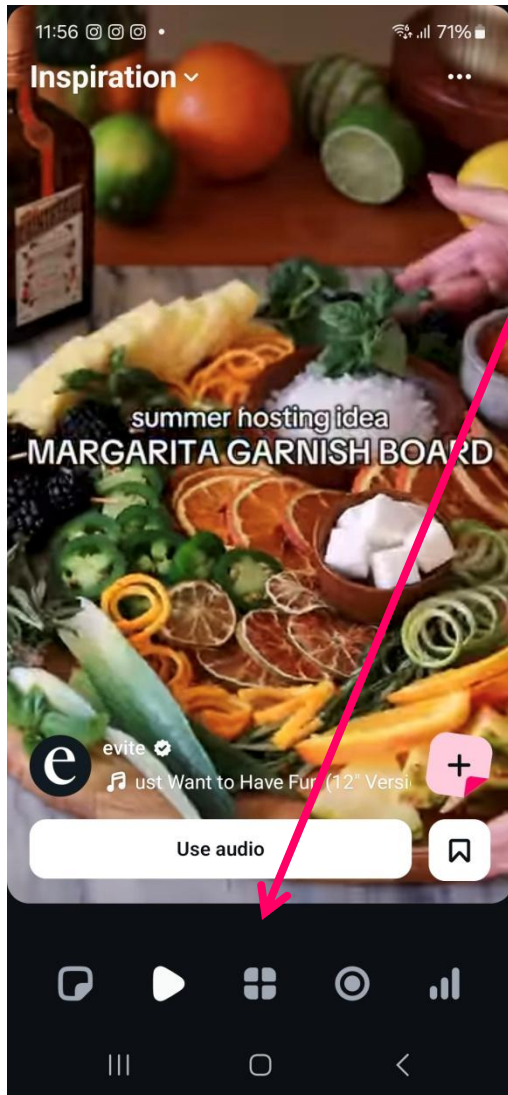 11:56
71%
Inspiration
summer hosting idea
MARGARITA GARNISH BOARD
e
evite
ust Want to Have Fun (12" Versi
Use audio